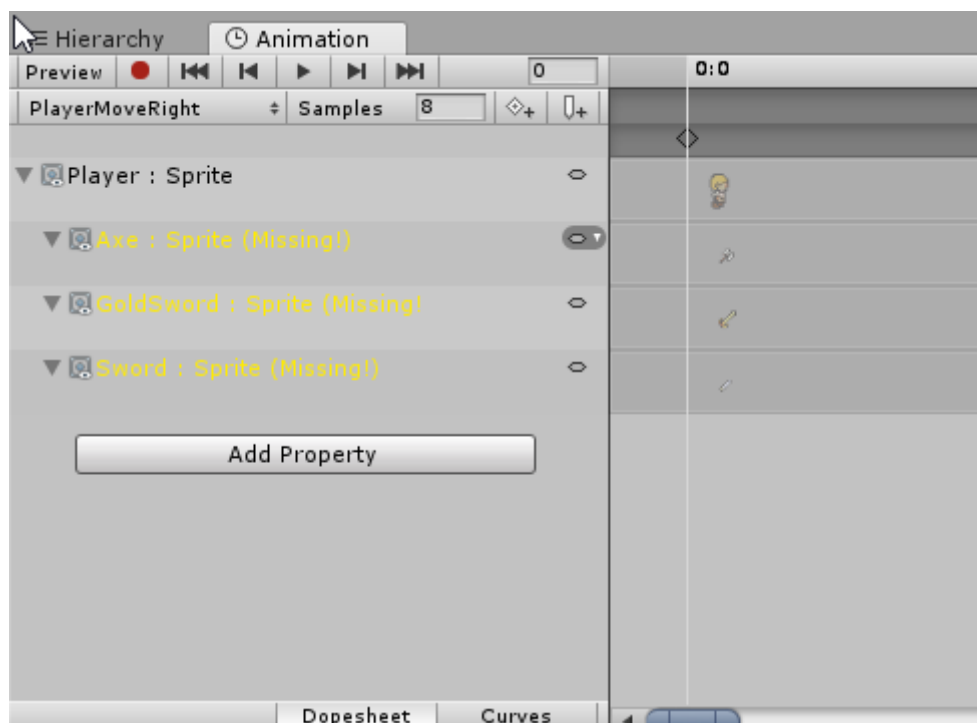 Hierarchy Animation
Preview 0 0:0
PlayerMoveRight Samples 8
Player : Sprite
Axe : Sprite (Missing!)
GoldSword : Sprite (Missing!
Sword : Sprite (Missing!)
Add Property
Dopesheet Curves